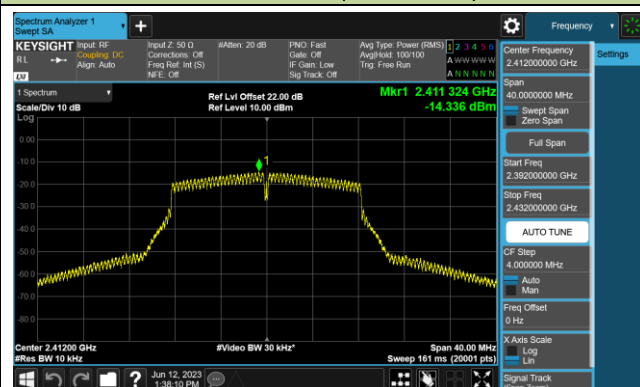 Spectrum Analyzer 1
Swept SA
Frequency
KEYSIGHT
RL
Input: RF
Coupling: DC
Align: Auto
Input Z: 50 Ω
Corrections: Off
Freq Ref: Int (S)
NFE: Off
#Atten: 20 dB
PNO: Fast
Gate: Off
IF Gain: Low
Sig Track: Off
Avg Type: Power (RMS)
Avg|Hold: 100/100
Trig: Free Run
1 2 3 4 5 6
A W W W W W
A N N N N N
Center Frequency
2.412000000 GHz
Settings
Span
40.0000000 MHz
Swept Span
Zero Span
Full Span
Start Freq
2.392000000 GHz
Stop Freq
2.432000000 GHz
AUTO TUNE
CF Step
4.000000 MHz
Auto
Man
Freq Offset
0 Hz
X Axis Scale
Log
Lin
Signal Track
1 Spectrum
Scale/Div 10 dB
Log
Ref Lvl Offset 22.00 dB
Ref Level 10.00 dBm
Mkr1 2.411 324 GHz
-14.336 dBm
1
0.00
-10.0
-20.0
-30.0
-40.0
-50.0
-60.0
-70.0
-80.0
Center 2.41200 GHz
#Res BW 10 kHz
#Video BW 30 kHz*
Span 40.00 MHz
Sweep 161 ms (20001 pts)
Jun 12, 2023
1:38:10 PM